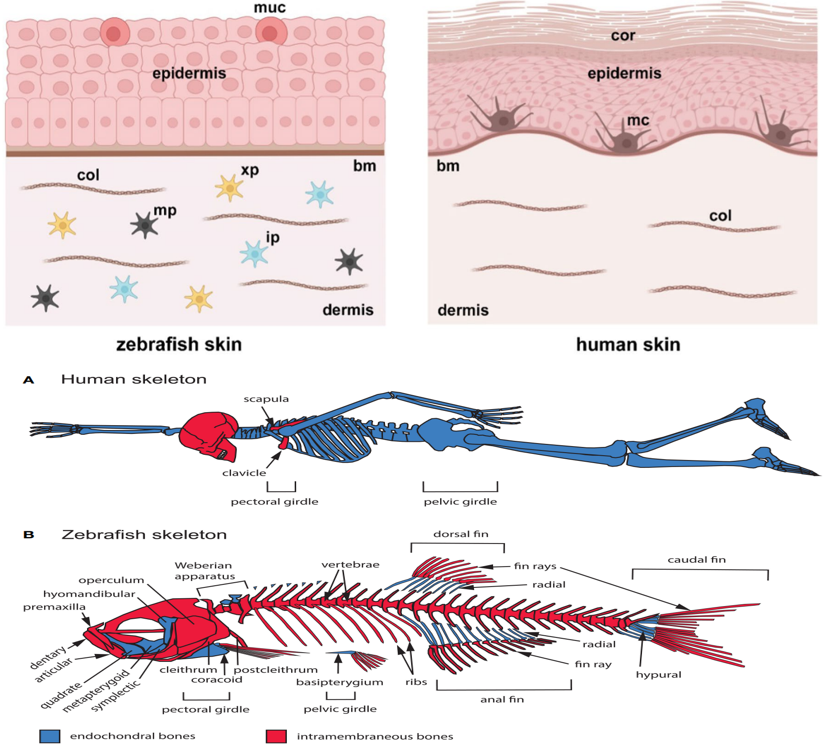 muc
epidermis
bm
col
xp
mp
ip
dermis
zebrafish skin
cor
epidermis
mc
bm
col
dermis
human skin
A Human skeleton
scapula
clavicle
pectoral girdle
pelvic girdle
B Zebrafish skeleton
dorsal fin
Weberian
apparatus
vertebrae
fin rays
caudal fin
operculum
radial
hyomandibular
premaxilla
dentary
articular
quadrate
metapterygoid
symplectic
cleithrum
postcleithrum
coracoid
basipterygium
ribs
radial
fin ray
hypural
pectoral girdle
pelvic girdle
anal fin
endochondral bones
intramembraneous bones